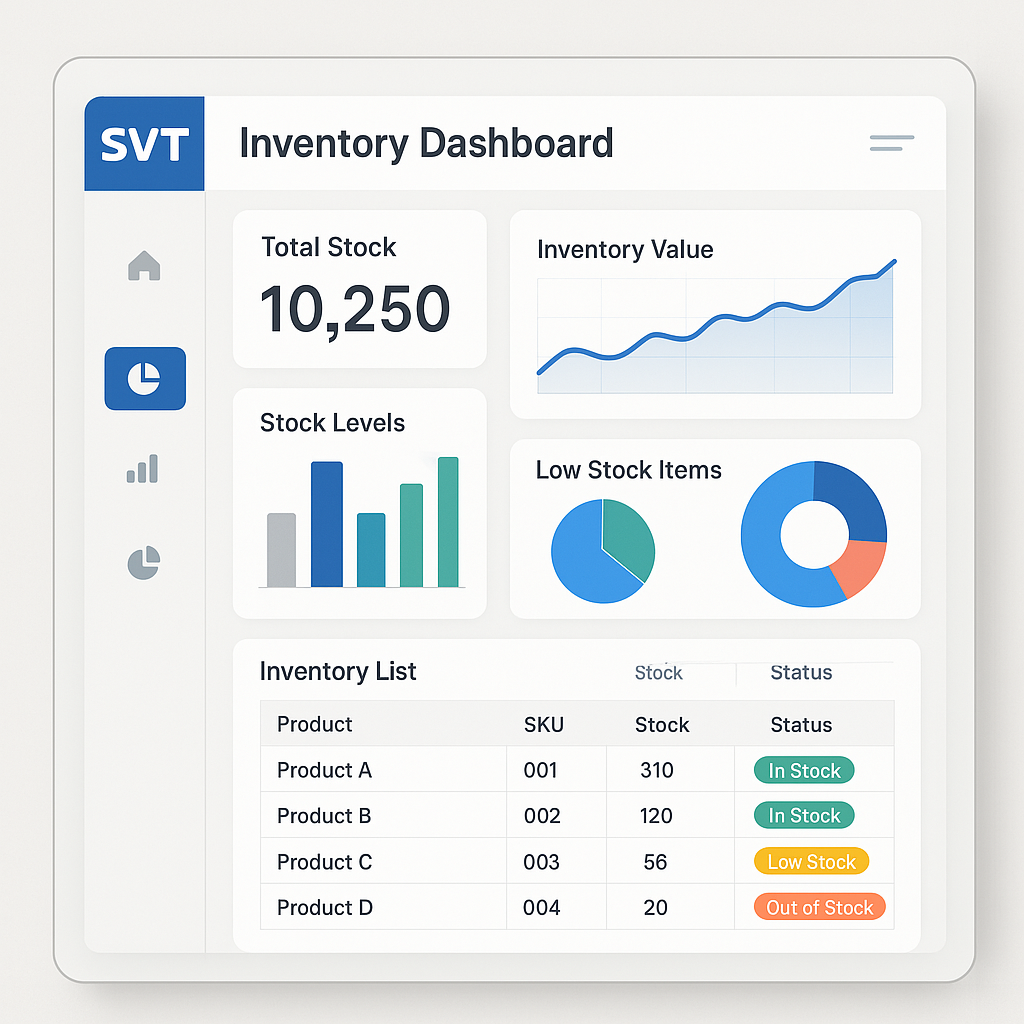 SVT
Inventory Dashboard
Total Stock
10,250
Inventory Value
Stock Levels
Low Stock Items
Inventory List Stock Status
Product SKU Stock Status
Product A 001 310 In Stock
Product B 002 120 In Stock
Product C 003 56 Low Stock
Product D 004 20 Out of Stock